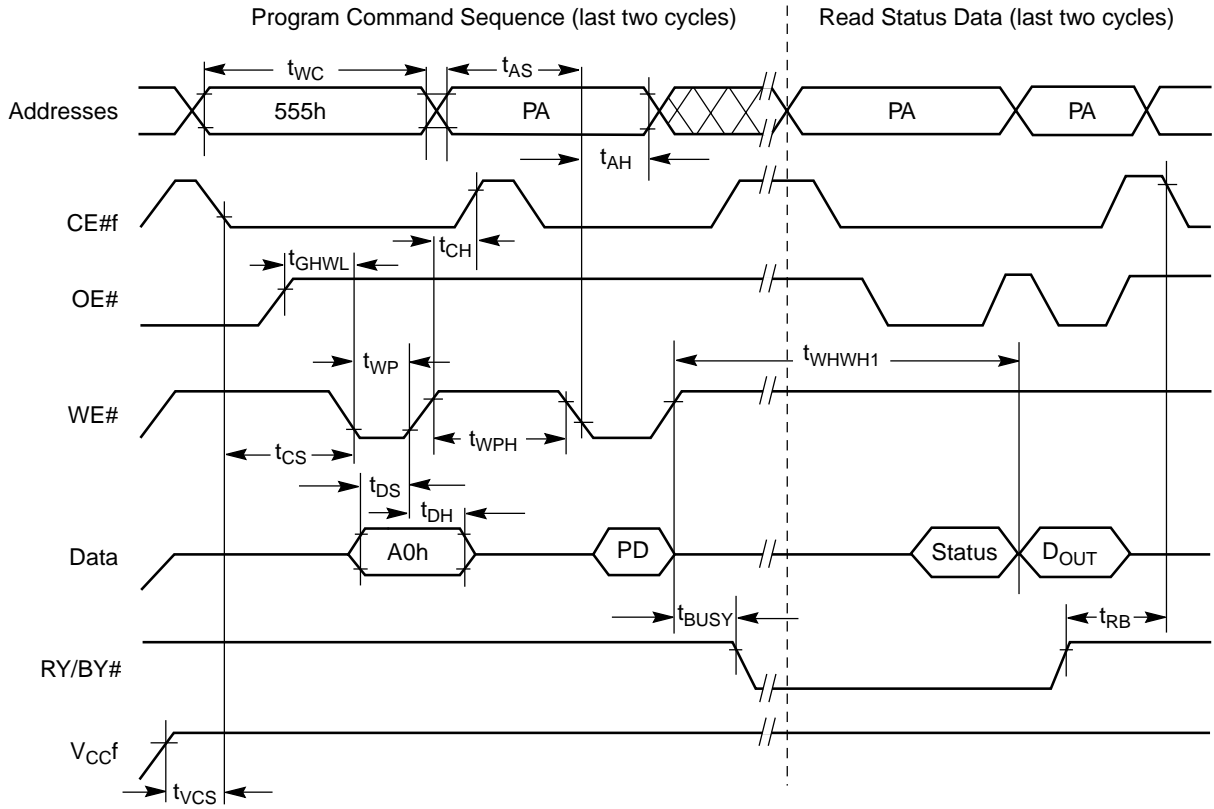 Program Command Sequence (last two cycles)
Read Status Data (last two cycles)
tWC
tAS
Addresses
555h
PA
PA
PA
tAH
CE#f
tCH
tGHWL
OE#
tWP
tWHWH1
WE#
tCS
tWPH
tDS
tDH
Data
A0h
PD
Status
DOUT
tBUSY
tRB
RY/BY#
VCCf
tVCS